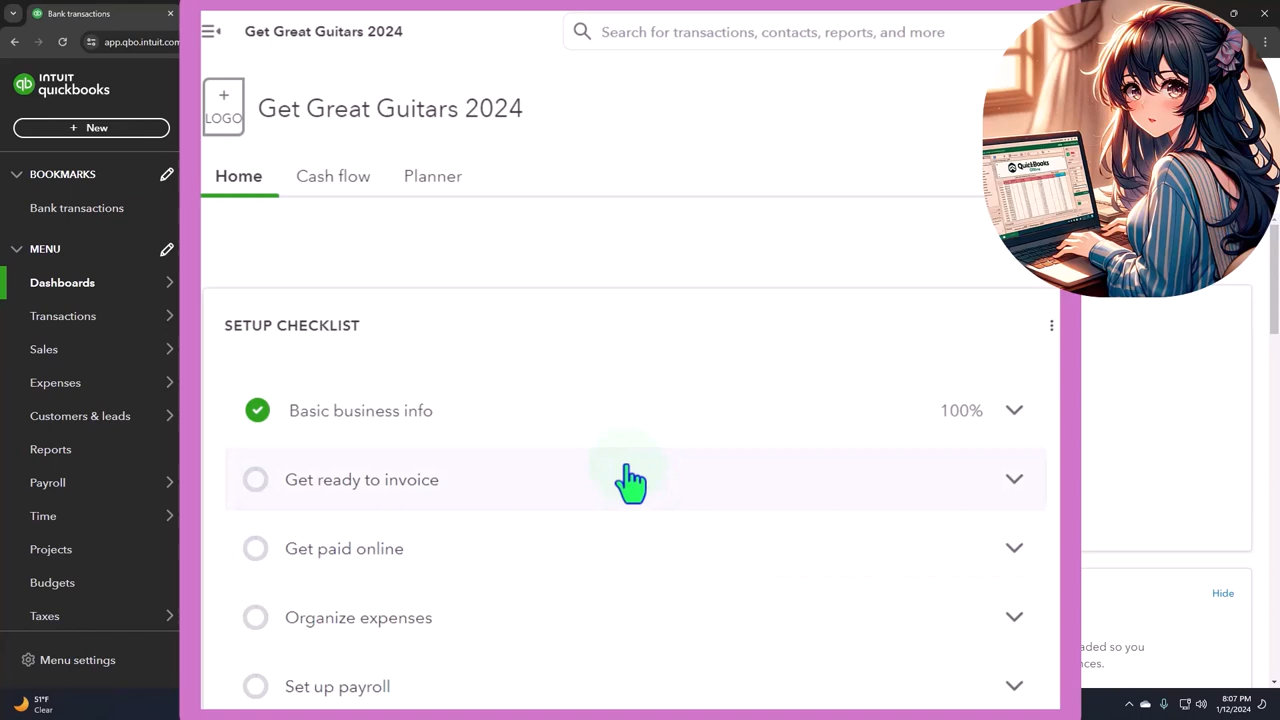 Bank transactions
app.qbo.intuit.com
INTUIT
quickbooks
+ New
BOOKMARKS
Bank transactions
MENU
Dashboards
Transactions
Sales
Expenses
Customers & leads
Reports
Payroll
Time
Projects
Budgets
Taxes
Menu settings
51°F
Clear
Get Great Guitars 2024
Search for transactions, contacts, reports, and more
+
LOGO
Get Great Guitars 2024
Home
Cash flow
Planner
SETUP CHECKLIST
Basic business info
100%
Get ready to invoice
Get paid online
Organize expenses
Set up payroll
QuickBooks
Hide
aded so you
nces.
8:07 PM
1/12/2024